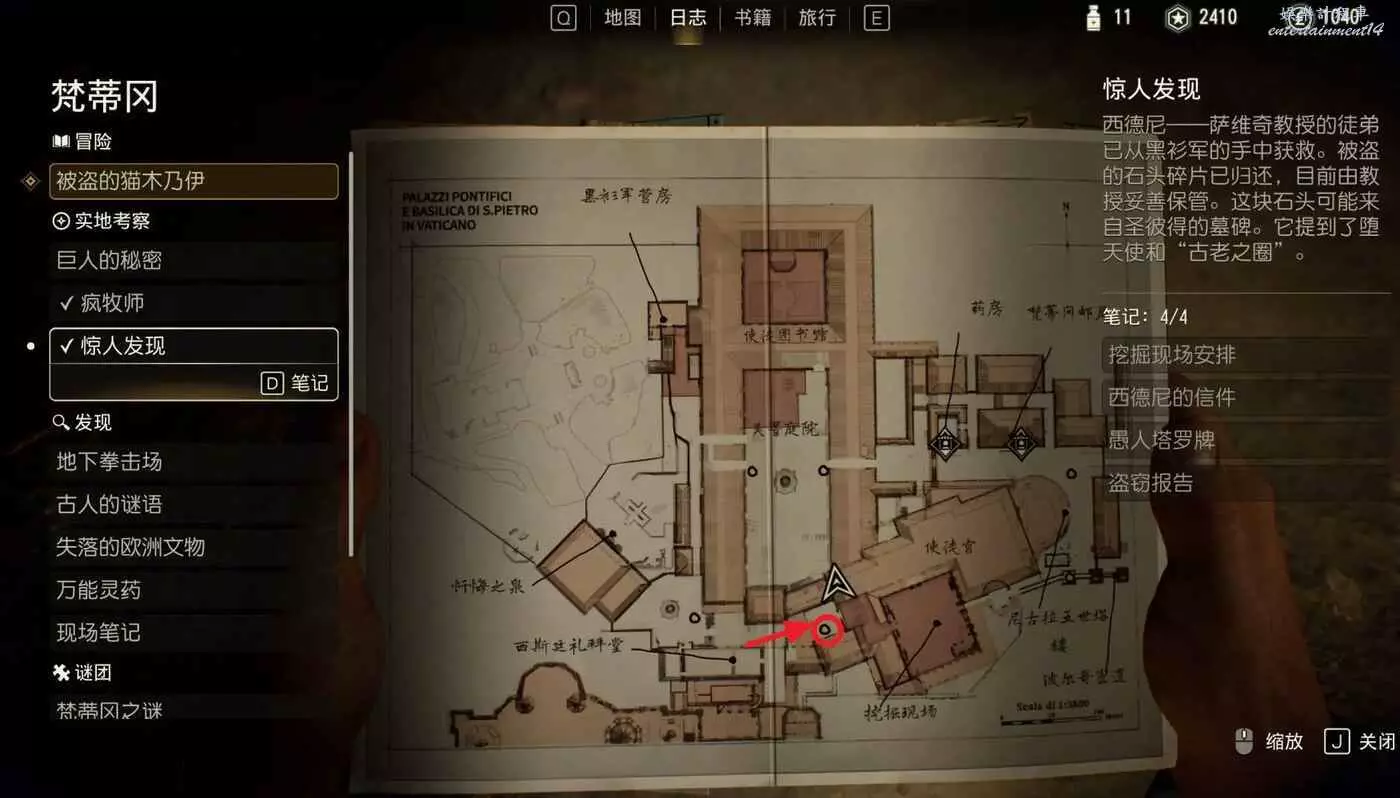 Q 地图 日志 书籍 旅行 E
11 2410 1040
entertainment14
梵蒂冈
冒险
被盗的猫木乃伊
实地考察
巨人的秘密
疯牧师
惊人发现
D 笔记
发现
地下拳击场
古人的谜语
失落的欧洲文物
万能灵药
现场笔记
谜团
梵蒂冈之谜
PALAZZI PONTIFICI
E BASILICA DI S.PIETRO
IN VATICANO
黑衫军营房
N
使徒图书馆
药房
梵蒂冈邮局
庭院
使徒宫
忏悔之泉
西斯廷礼拜堂
尼古拉五世塔
楼
波尔哥密道
挖掘现场
Scala di 1:3800
惊人发现
西德尼——萨维奇教授的徒弟
已从黑衫军的手中获救。被盗
的石头碎片已归还，目前由教
授妥善保管。这块石头可能来
自圣彼得的墓碑。它提到了堕
天使和“古老之圈”。
笔记：4/4
挖掘现场安排
西德尼的信件
愚人塔罗牌
盗窃报告
缩放 J 关闭